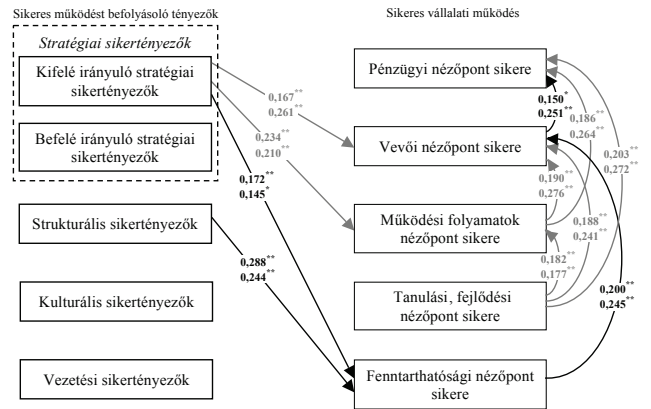 Sikeres működést befolyásoló tényezők
Stratégiai sikertényezők
Kifelé irányuló stratégiai
sikertényezők
Befelé irányuló stratégiai
sikertényezők
Strukturális sikertényezők
Kulturális sikertényezők
Vezetési sikertényezők
0,167**
0,261**
0,234**
0,210**
0,172**
0,145*
0,288**
0,244**
Sikeres vállalati működés
Pénzügyi nézőpont sikere
Vevői nézőpont sikere
Működési folyamatok
nézőpont sikere
Tanulási, fejlődési
nézőpont sikere
Fenntarthatósági nézőpont
sikere
0,150*
0,251**
0,186**
0,264**
0,203**
0,272**
0,190**
0,276**
0,188**
0,241**
0,182**
0,177**
0,200**
0,245**